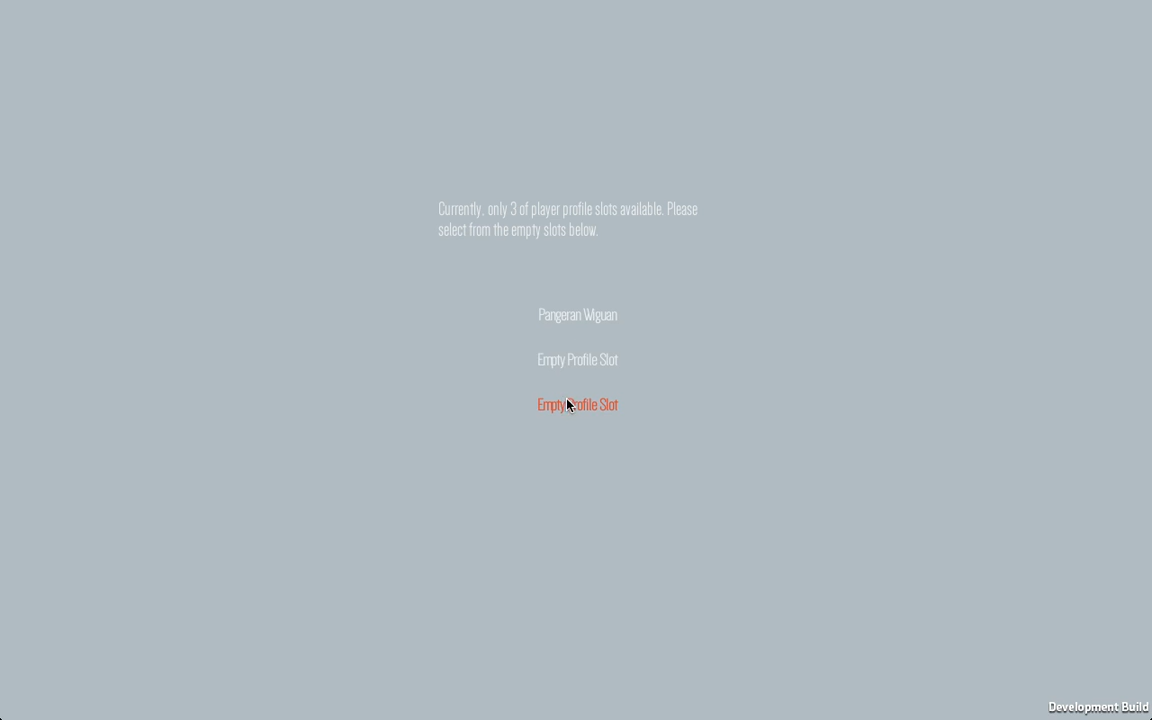 Currently, only 3 of player profile slots available. Please
select from the empty slots below.
Pangeran Wiguan
Empty Profile Slot
Empty Profile Slot
Development Build